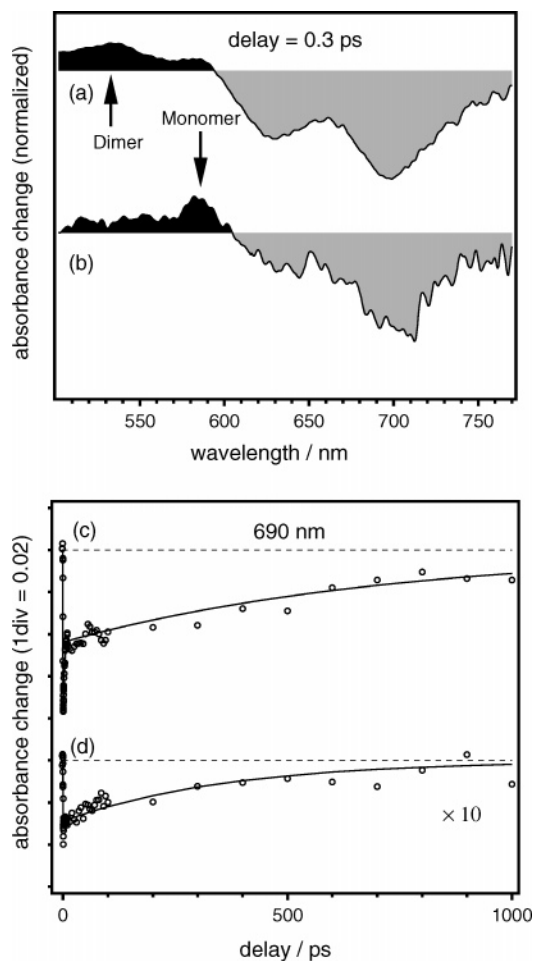 delay = 0.3 ps
(a)
Monomer
Dimer
(b)
absorbance change (normalized)
550 600 650 700 750
wavelength / nm
(c)
690 nm
(d)
× 10
absorbance change (1div = 0.02)
0 500 1000
delay / ps